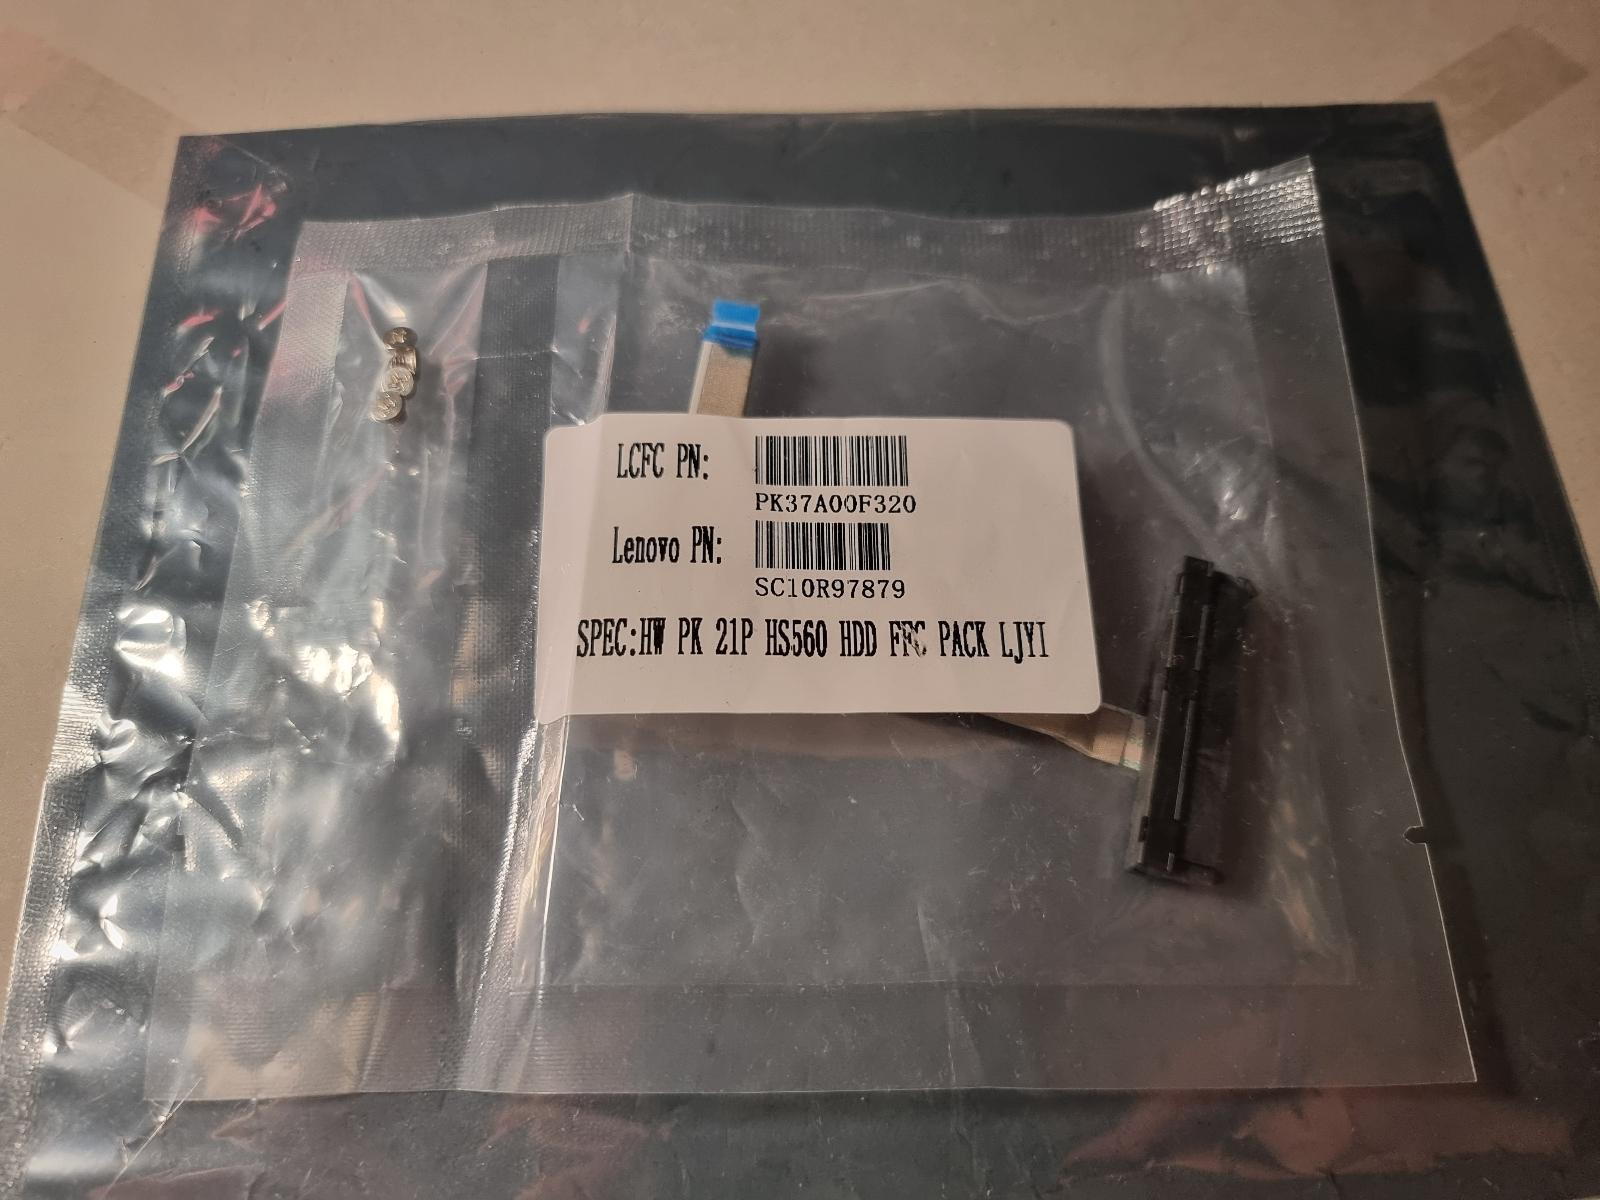 LCFC PN:
PK37A00F320
Lenovo PN:
SC10R97879
SPEC:HW PK 21P HS560 HDD FFC PACK LJYI